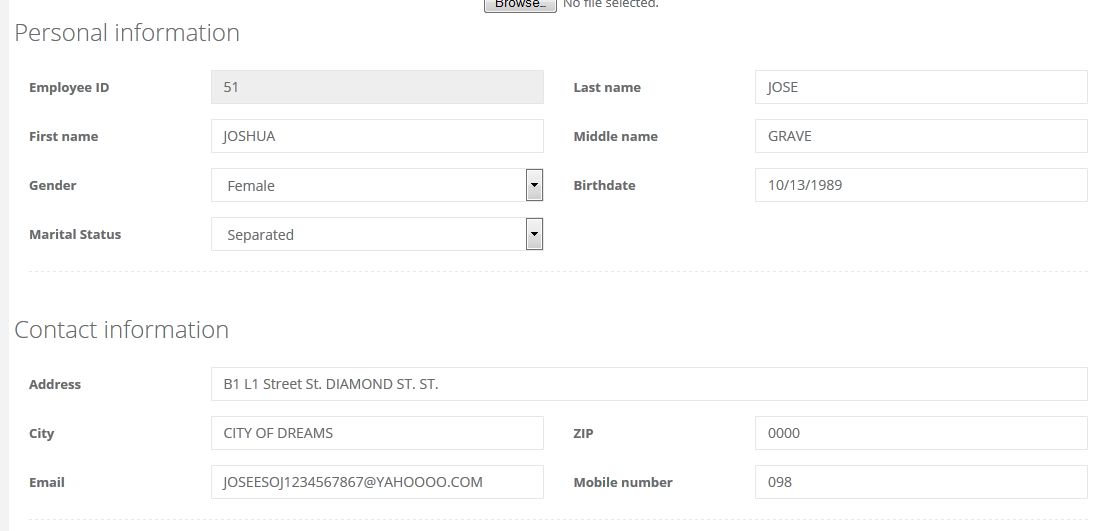 Browse_ No file selected.
Personal information
Employee ID 51 Last name JOSE
First name JOSHUA Middle name GRAVE
Gender Female Birthdate 10/13/1989
Marital Status Separated
Contact information
Address B1 L1 Street St. DIAMOND ST. ST.
City CITY OF DREAMS ZIP 0000
Email JOSEESOJ1234567867@YAHOOOO.COM Mobile number 098